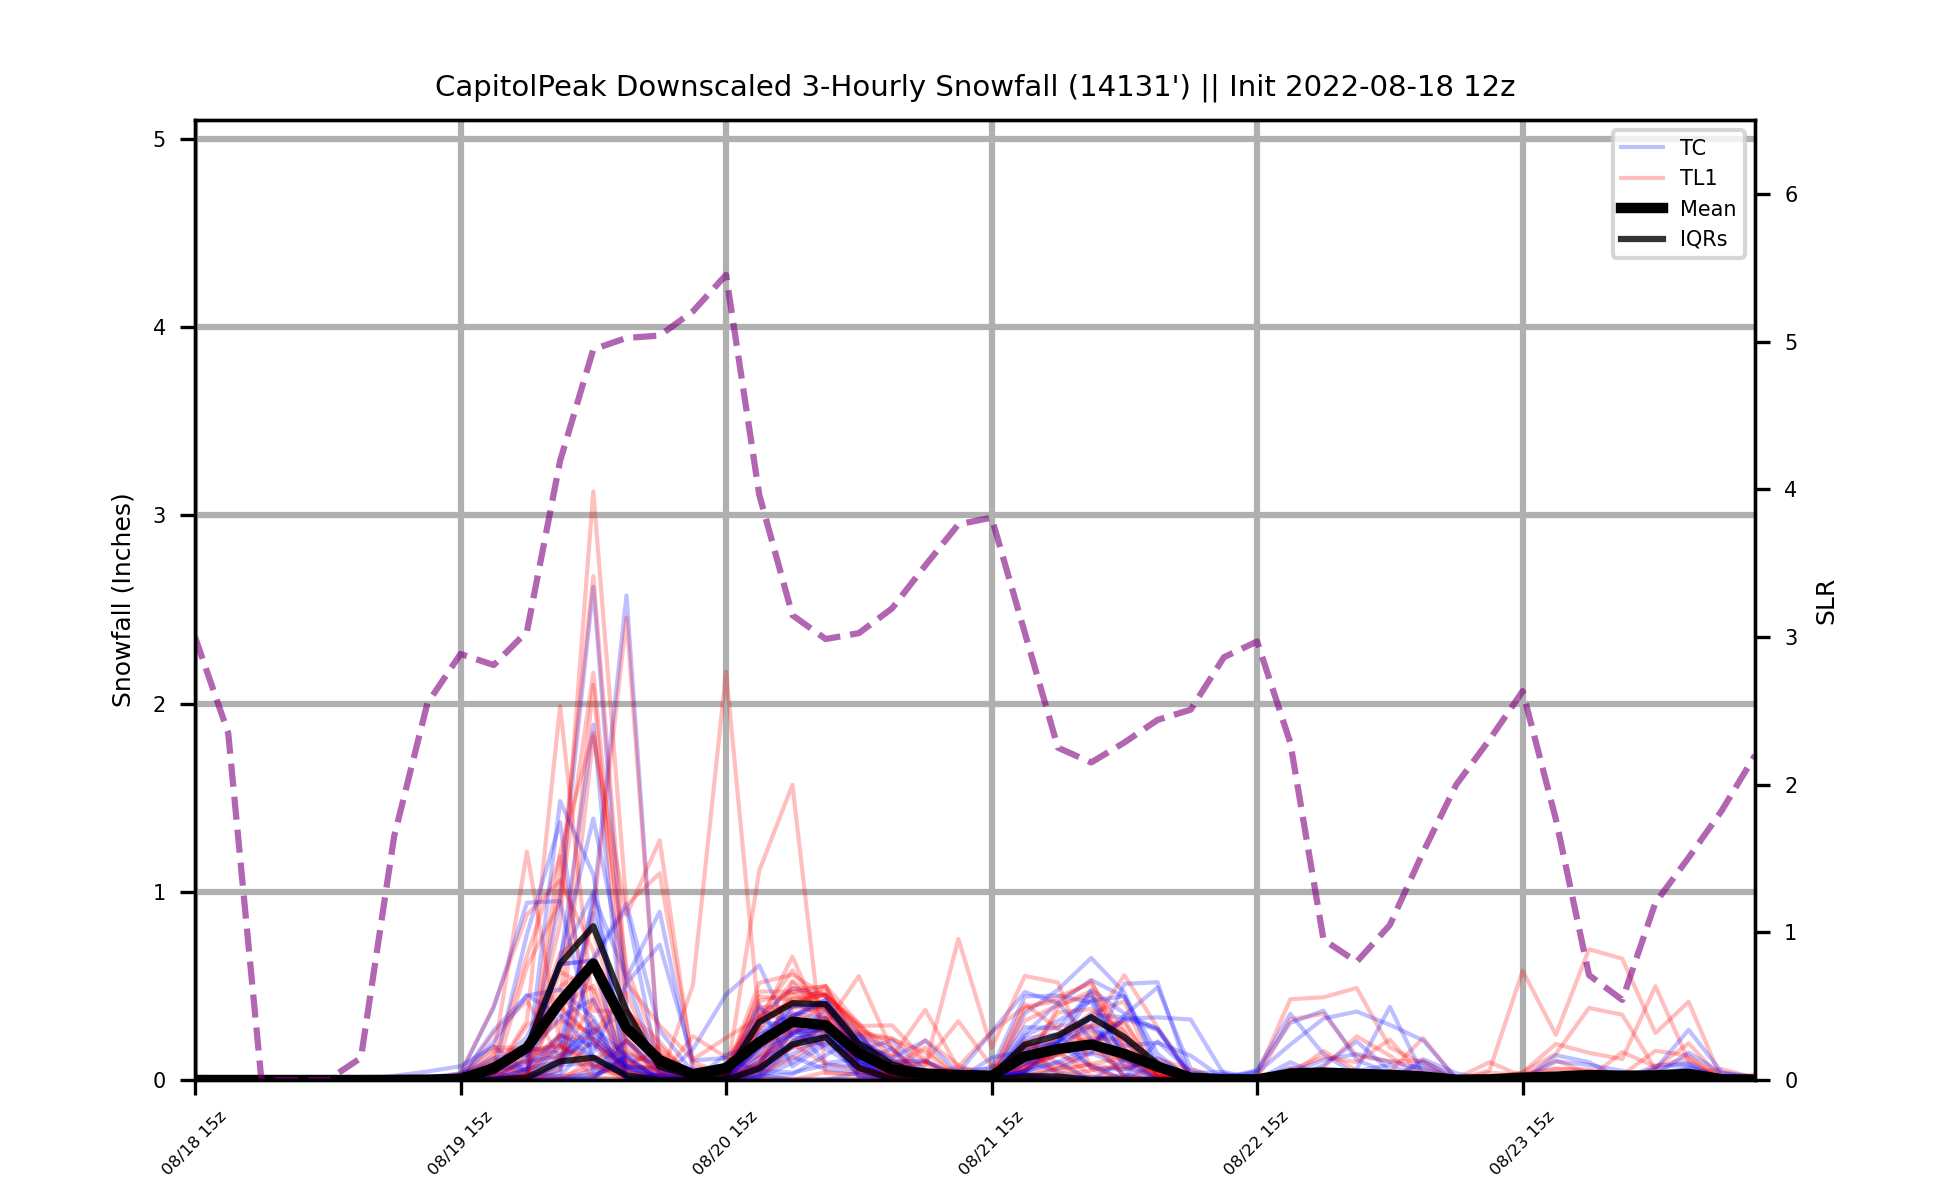 CapitolPeak Downscaled 3-Hourly Snowfall (14131') || Init 2022-08-18 12z
TC
TL1
Mean
IQRs
Snowfall (Inches)
5
4
3
2
1
0
SLR
6
5
4
3
2
1
0
08/18 15z
08/19 15z
08/20 15z
08/21 15z
08/22 15z
08/23 15z